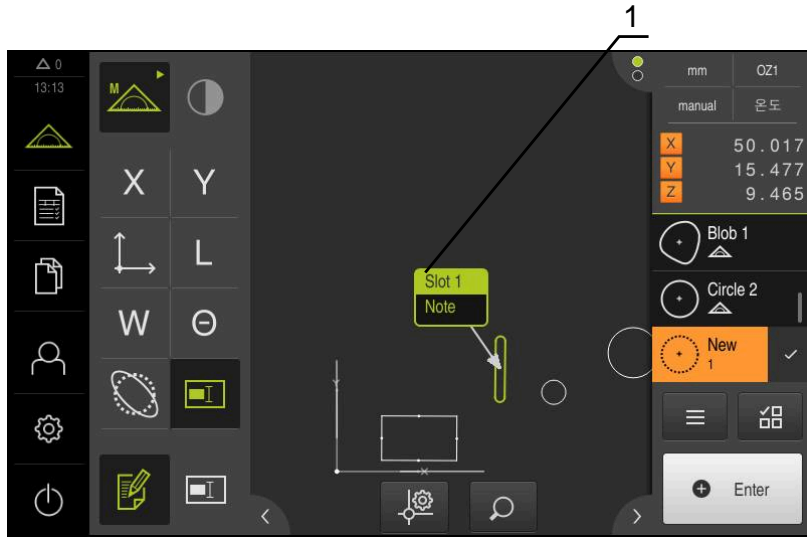 1
0
13:13
M
X
Y
L
W
Θ
Slot 1
Note
Y
X
mm
OZ1
manual
온도
X 50.017
Y 15.477
Z 9.465
Blob 1
Circle 2
New
1
Enter